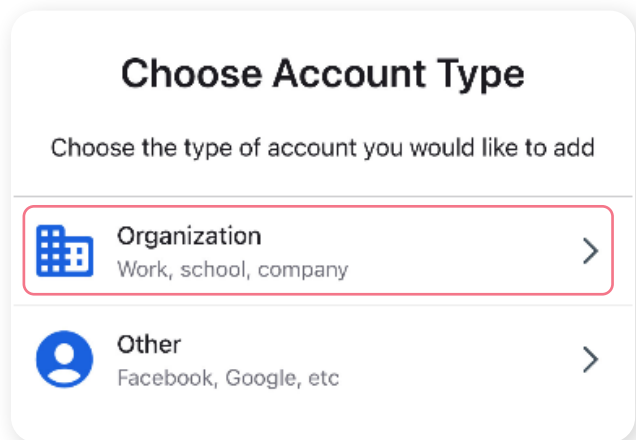 Choose Account Type
Choose the type of account you would like to add
Organization
Work, school, company
Other
Facebook, Google, etc